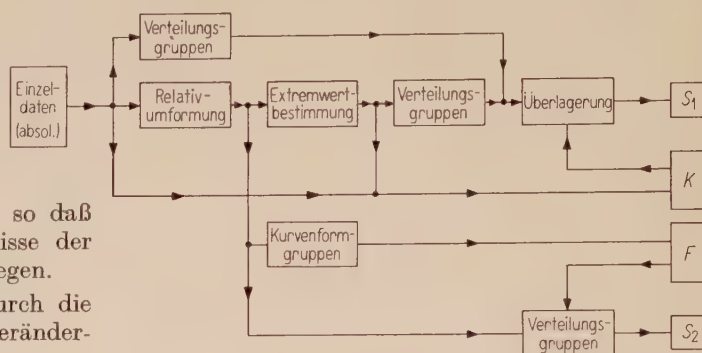 Verteilungs-
gruppen
Einzel-
daten
(absol.)
Relativ-
umformung
Extremwert-
bestimmung
Verteilungs-
gruppen
Überlagerung
S₁
K
so daß
isse der
egen.
Kurvenform-
gruppen
F
urch die
eränder-
Verteilungs-
gruppen
S₂